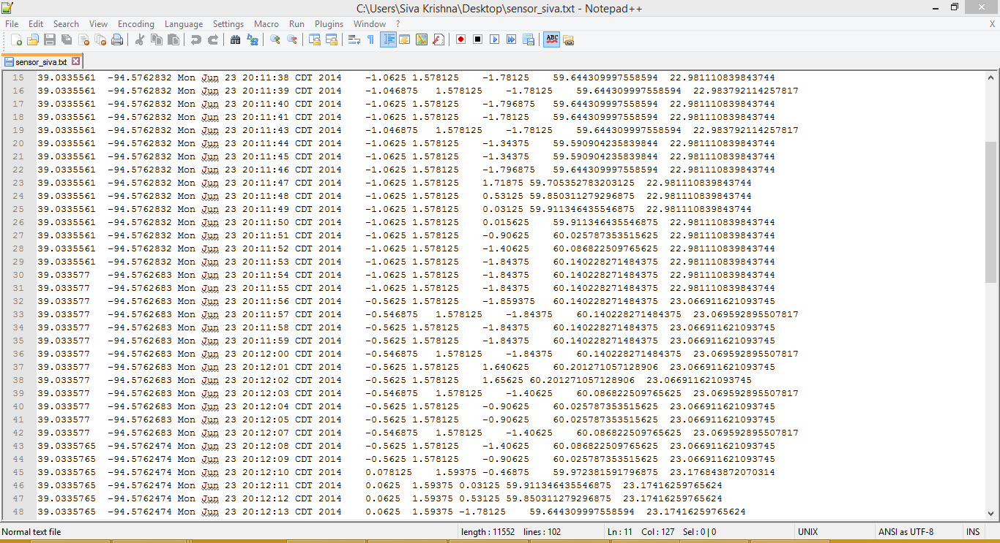 C:\Users\Siva Krishna\Desktop\sensor_siva.txt - Notepad++
File Edit Search View Encoding Language Settings Macro Run Plugins Window ? X
sensor_siva.txt
15 39.0335561 -94.5762832 Mon Jun 23 20:11:38 CDT 2014 -1.0625 1.578125 -1.78125 59.644309997558594 22.981110839843744
16 39.0335561 -94.5762832 Mon Jun 23 20:11:39 CDT 2014 -1.046875 1.578125 -1.78125 59.644309997558594 22.983792114257817
17 39.0335561 -94.5762832 Mon Jun 23 20:11:40 CDT 2014 -1.0625 1.578125 -1.796875 59.644309997558594 22.981110839843744
18 39.0335561 -94.5762832 Mon Jun 23 20:11:41 CDT 2014 -1.0625 1.578125 -1.78125 59.644309997558594 22.981110839843744
19 39.0335561 -94.5762832 Mon Jun 23 20:11:43 CDT 2014 -1.046875 1.578125 -1.78125 59.644309997558594 22.983792114257817
20 39.0335561 -94.5762832 Mon Jun 23 20:11:44 CDT 2014 -1.0625 1.578125 -1.34375 59.590904235839844 22.981110839843744
21 39.0335561 -94.5762832 Mon Jun 23 20:11:45 CDT 2014 -1.0625 1.578125 -1.34375 59.590904235839844 22.981110839843744
22 39.0335561 -94.5762832 Mon Jun 23 20:11:46 CDT 2014 -1.0625 1.578125 -1.796875 59.644309997558594 22.981110839843744
23 39.0335561 -94.5762832 Mon Jun 23 20:11:47 CDT 2014 -1.0625 1.578125 1.71875 59.705352783203125 22.981110839843744
24 39.0335561 -94.5762832 Mon Jun 23 20:11:48 CDT 2014 -1.0625 1.578125 0.53125 59.850311279296875 22.981110839843744
25 39.0335561 -94.5762832 Mon Jun 23 20:11:49 CDT 2014 -1.0625 1.578125 0.03125 59.911346435546875 22.981110839843744
26 39.0335561 -94.5762832 Mon Jun 23 20:11:50 CDT 2014 -1.0625 1.578125 0.015625 59.911346435546875 22.981110839843744
27 39.0335561 -94.5762832 Mon Jun 23 20:11:51 CDT 2014 -1.0625 1.578125 -0.90625 60.025787353515625 22.981110839843744
28 39.0335561 -94.5762832 Mon Jun 23 20:11:52 CDT 2014 -1.0625 1.578125 -1.40625 60.086822509765625 22.981110839843744
29 39.0335561 -94.5762832 Mon Jun 23 20:11:53 CDT 2014 -1.0625 1.578125 -1.84375 60.140228271484375 22.981110839843744
30 39.033577 -94.5762683 Mon Jun 23 20:11:54 CDT 2014 -1.0625 1.578125 -1.84375 60.140228271484375 22.981110839843744
31 39.033577 -94.5762683 Mon Jun 23 20:11:55 CDT 2014 -1.0625 1.578125 -1.84375 60.140228271484375 22.981110839843744
32 39.033577 -94.5762683 Mon Jun 23 20:11:56 CDT 2014 -0.5625 1.578125 -1.859375 60.140228271484375 23.066911621093745
33 39.033577 -94.5762683 Mon Jun 23 20:11:57 CDT 2014 -0.546875 1.578125 -1.84375 60.140228271484375 23.069592895507817
34 39.033577 -94.5762683 Mon Jun 23 20:11:58 CDT 2014 -0.5625 1.578125 -1.84375 60.140228271484375 23.066911621093745
35 39.033577 -94.5762683 Mon Jun 23 20:11:59 CDT 2014 -0.5625 1.578125 -1.84375 60.140228271484375 23.066911621093745
36 39.033577 -94.5762683 Mon Jun 23 20:12:00 CDT 2014 -0.546875 1.578125 -1.84375 60.140228271484375 23.069592895507817
37 39.033577 -94.5762683 Mon Jun 23 20:12:01 CDT 2014 -0.5625 1.578125 1.640625 60.201271057128906 23.066911621093745
38 39.033577 -94.5762683 Mon Jun 23 20:12:02 CDT 2014 -0.5625 1.578125 1.65625 60.201271057128906 23.066911621093745
39 39.033577 -94.5762683 Mon Jun 23 20:12:03 CDT 2014 -0.546875 1.578125 -1.40625 60.086822509765625 23.069592895507817
40 39.033577 -94.5762683 Mon Jun 23 20:12:04 CDT 2014 -0.5625 1.578125 -0.90625 60.025787353515625 23.066911621093745
41 39.033577 -94.5762683 Mon Jun 23 20:12:05 CDT 2014 -0.5625 1.578125 -0.90625 60.025787353515625 23.066911621093745
42 39.033577 -94.5762683 Mon Jun 23 20:12:07 CDT 2014 -0.546875 1.578125 -1.40625 60.086822509765625 23.069592895507817
43 39.0335765 -94.5762474 Mon Jun 23 20:12:08 CDT 2014 -0.5625 1.578125 -1.40625 60.086822509765625 23.066911621093745
44 39.0335765 -94.5762474 Mon Jun 23 20:12:09 CDT 2014 -0.5625 1.578125 -0.90625 60.025787353515625 23.066911621093745
45 39.0335765 -94.5762474 Mon Jun 23 20:12:10 CDT 2014 0.078125 1.59375 -0.46875 59.972381591796875 23.176843872070314
46 39.0335765 -94.5762474 Mon Jun 23 20:12:11 CDT 2014 0.0625 1.59375 0.03125 59.911346435546875 23.17416259765624
47 39.0335765 -94.5762474 Mon Jun 23 20:12:12 CDT 2014 0.0625 1.59375 0.53125 59.850311279296875 23.17416259765624
48 39.0335765 -94.5762474 Mon Jun 23 20:12:13 CDT 2014 0.0625 1.59375 -1.78125 59.644309997558594 23.17416259765624
Normal text file length : 11552 lines : 102 Ln : 11 Col : 127 Sel : 0 | 0 UNIX ANSI as UTF-8 INS